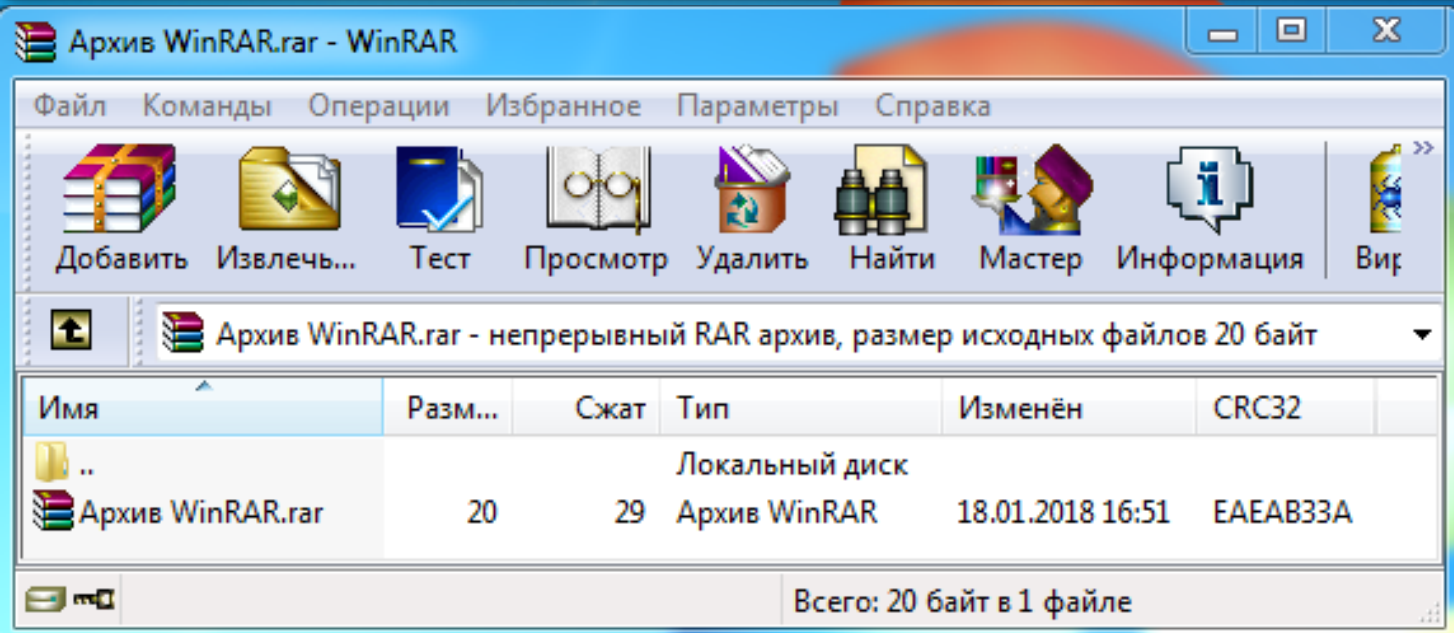 Архив WinRAR.rar - WinRAR
Файл Команды Операции Избранное Параметры Справка
Добавить Извлечь... Тест Просмотр Удалить Найти Мастер Информация
Архив WinRAR.rar - непрерывный RAR архив, размер исходных файлов 20 байт
Имя Разм... Сжат Тип Изменён CRC32
.. Локальный диск
Архив WinRAR.rar 20 29 Архив WinRAR 18.01.2018 16:51 EAEAB33A
Всего: 20 байт в 1 файле